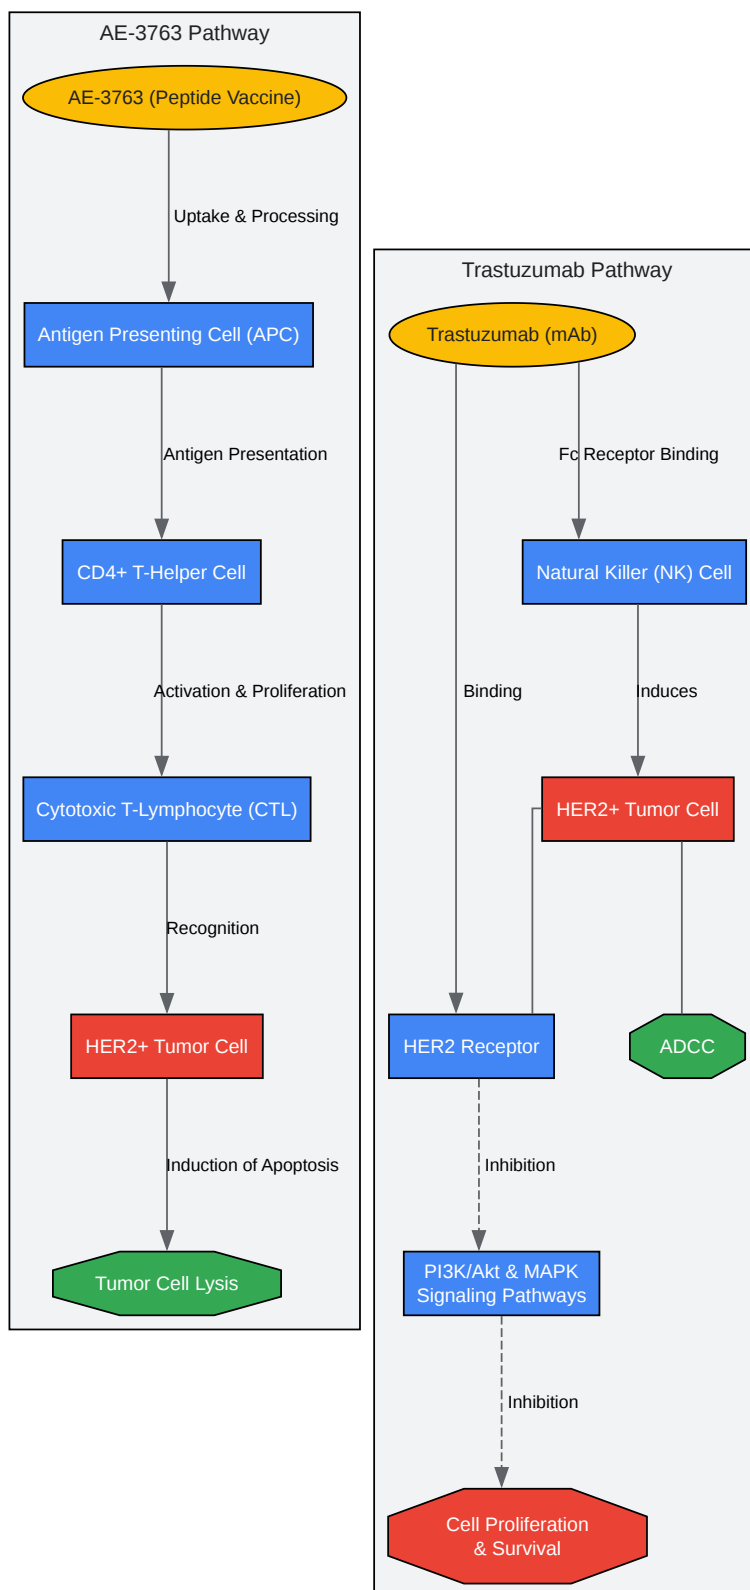 AE-3763 Pathway
AE-3763 (Peptide Vaccine)
Uptake & Processing
Antigen Presenting Cell (APC)
Antigen Presentation
CD4+ T-Helper Cell
Activation & Proliferation
Cytotoxic T-Lymphocyte (CTL)
Recognition
HER2+ Tumor Cell
Induction of Apoptosis
Tumor Cell Lysis
Trastuzumab Pathway
Trastuzumab (mAb)
Fc Receptor Binding
Natural Killer (NK) Cell
Binding
Induces
HER2+ Tumor Cell
HER2 Receptor
ADCC
Inhibition
PI3K/Akt & MAPK
Signaling Pathways
Inhibition
Cell Proliferation
& Survival